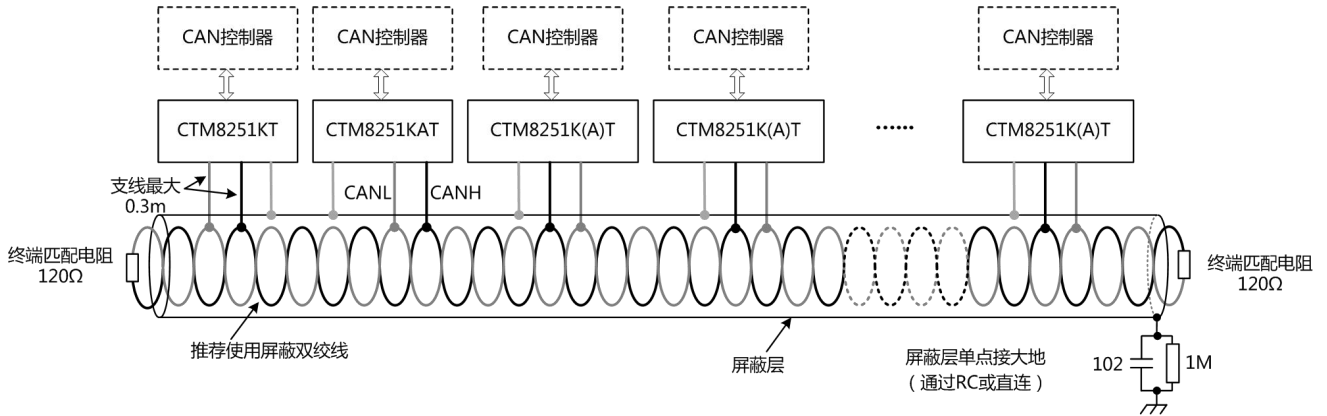 CAN控制器
CAN控制器
CAN控制器
CAN控制器
CAN控制器
CTM8251KT
CTM8251KAT
CTM8251K(A)T
CTM8251K(A)T
......
CTM8251K(A)T
支线最大
0.3m
CANL
CANH
终端匹配电阻
120Ω
终端匹配电阻
120Ω
推荐使用屏蔽双绞线
屏蔽层
屏蔽层单点接大地
（通过RC或直连）
102
1M